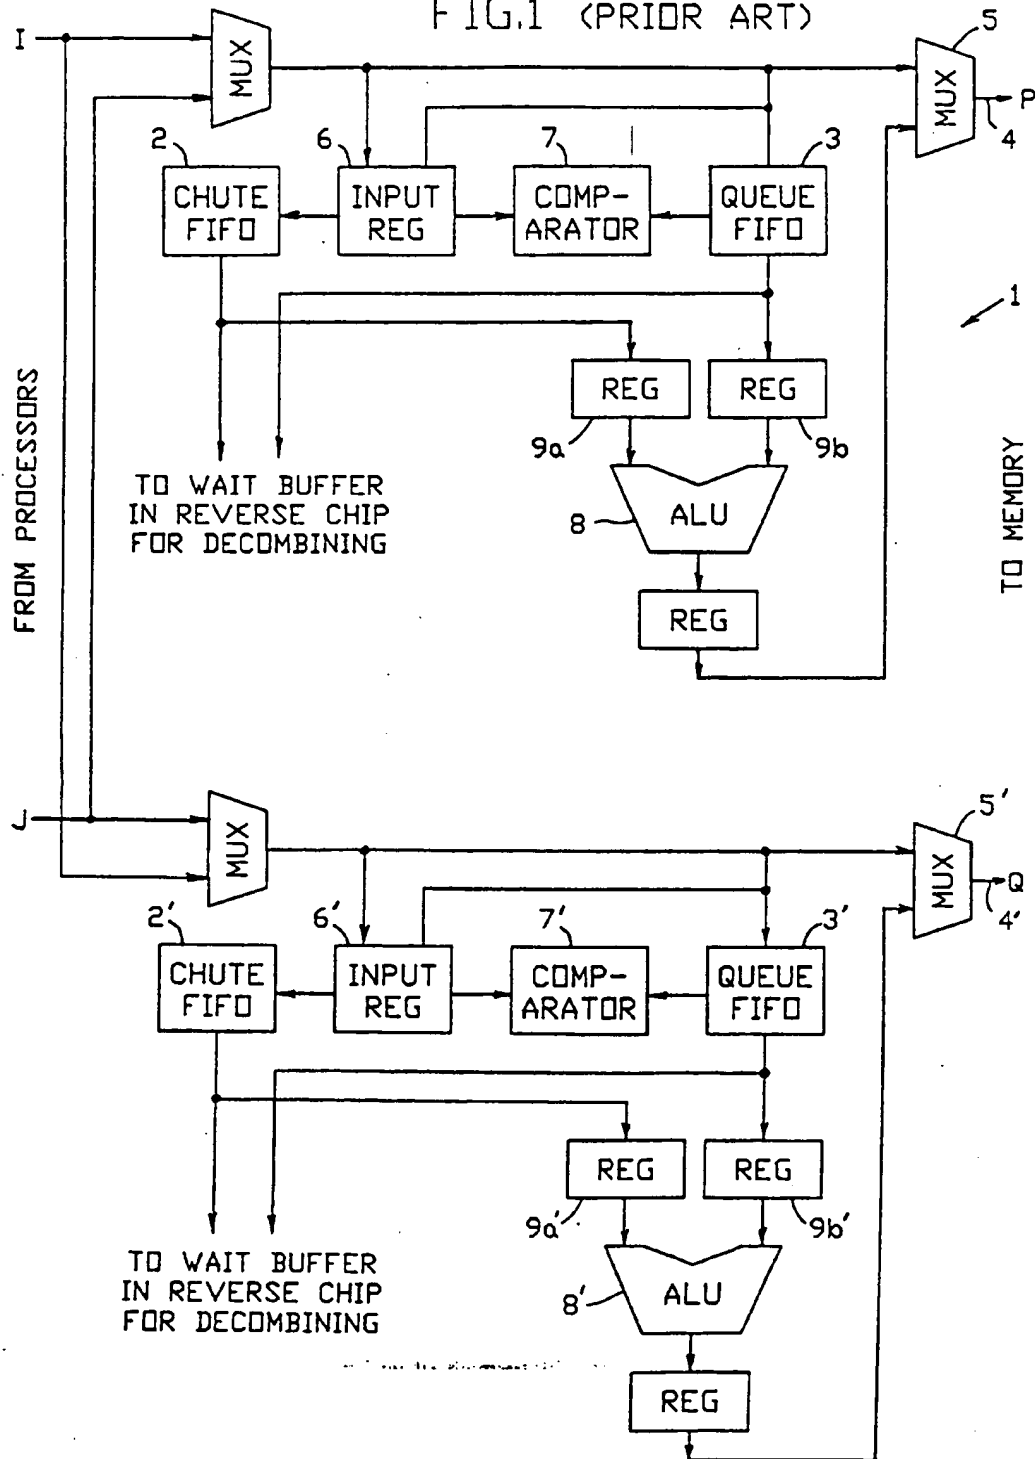 FIG.1 (PRIOR ART)
I
MUX
5
MUX
P
4
2
6
7
3
CHUTE
FIFO
INPUT
REG
COMP-
ARATOR
QUEUE
FIFO
1
FROM PROCESSORS
REG
REG
9a
9b
TO WAIT BUFFER
IN REVERSE CHIP
FOR DECOMBINING
8
ALU
TO MEMORY
REG
J
MUX
5'
MUX
Q
4'
2'
6'
7'
3'
CHUTE
FIFO
INPUT
REG
COMP-
ARATOR
QUEUE
FIFO
REG
REG
9a'
9b'
TO WAIT BUFFER
IN REVERSE CHIP
FOR DECOMBINING
8'
ALU
REG